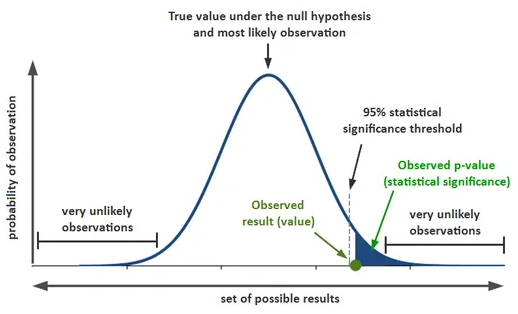 True value under the null hypothesis
and most likely observation
95% statistical
significance threshold
Observed p-value
(statistical significance)
Observed
result (value)
very unlikely
observations
very unlikely
observations
probability of observation
set of possible results